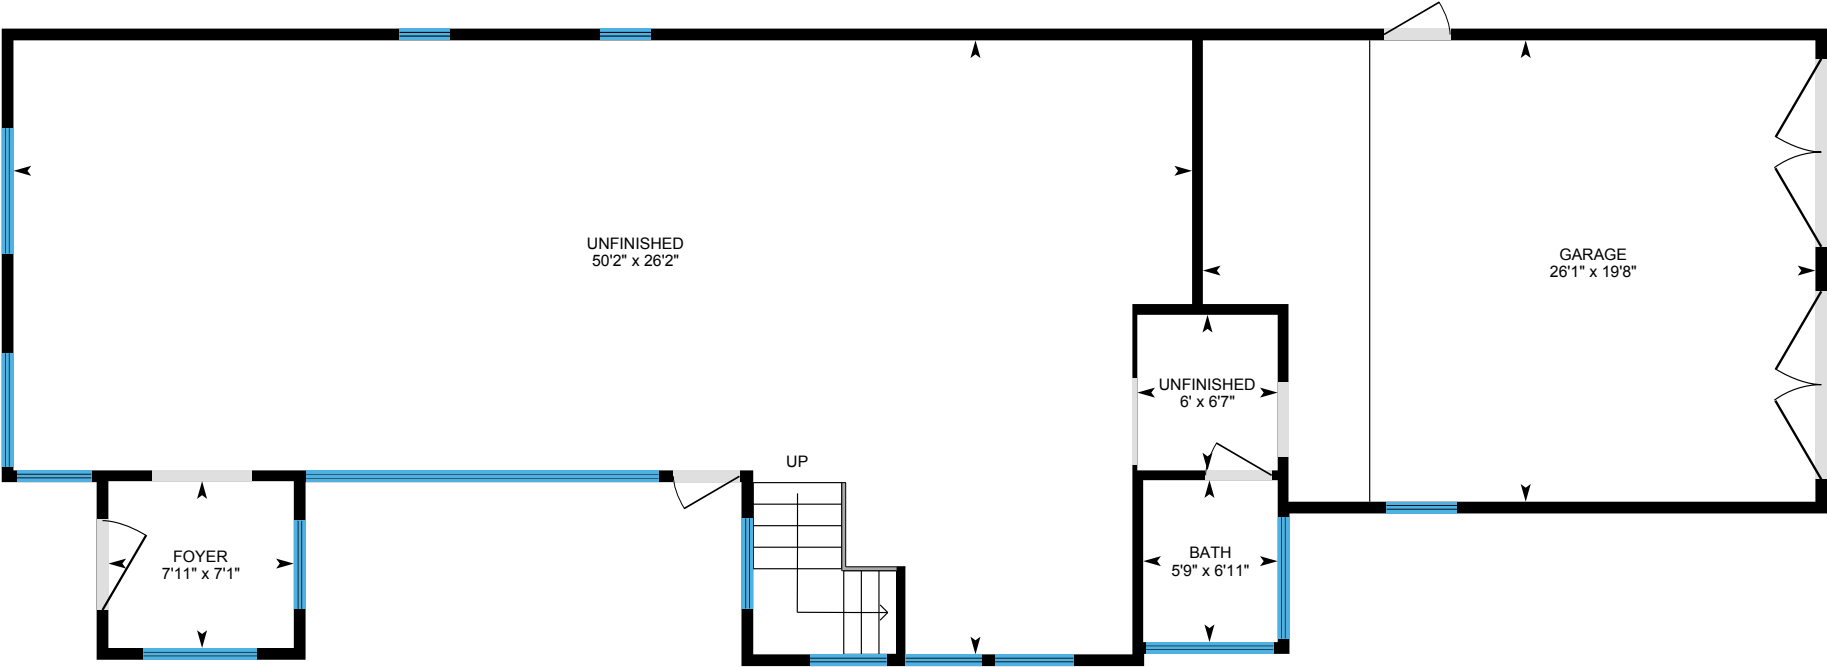 UNFINISHED
50'2" x 26'2"
GARAGE
26'1" x 19'8"
UNFINISHED
6' x 6'7"
UP
FOYER
7'11" x 7'1"
BATH
5'9" x 6'11"